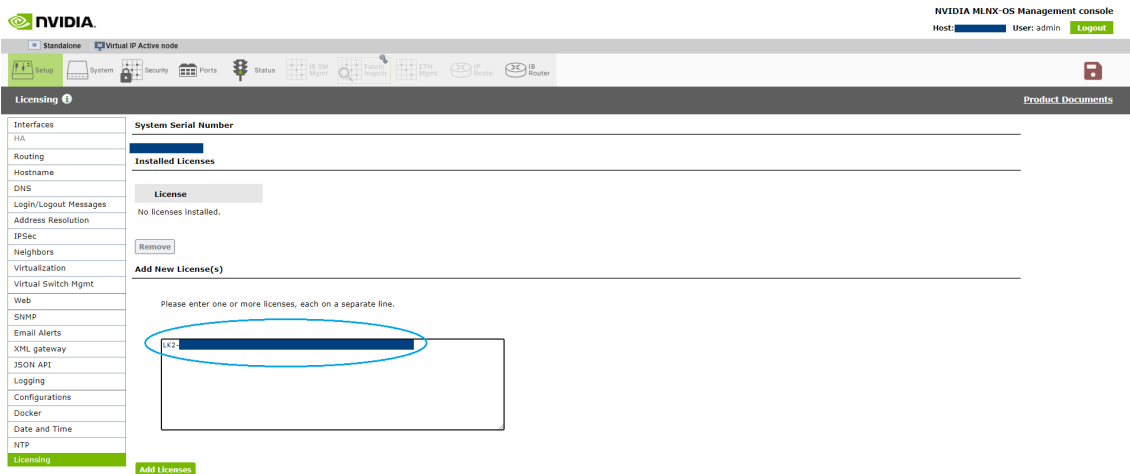 NVIDIA MLNX-OS Management console
NVIDIA.
Host: User: admin Logout
Standalone Virtual IP Active node
Setup System Security Ports Status IB SM Mgmt Fabric Inspctr ETH Mgmt IP Route IB Router
Licensing Product Documents
Interfaces
HA
Routing
Hostname
DNS
Login/Logout Messages
Address Resolution
IPSec
Neighbors
Virtualization
Virtual Switch Mgmt
Web
SNMP
Email Alerts
XML gateway
JSON API
Logging
Configurations
Docker
Date and Time
NTP
Licensing
System Serial Number
Installed Licenses
License
No licenses installed.
Remove
Add New License(s)
Please enter one or more licenses, each on a separate line.
LK2-
Add Licenses